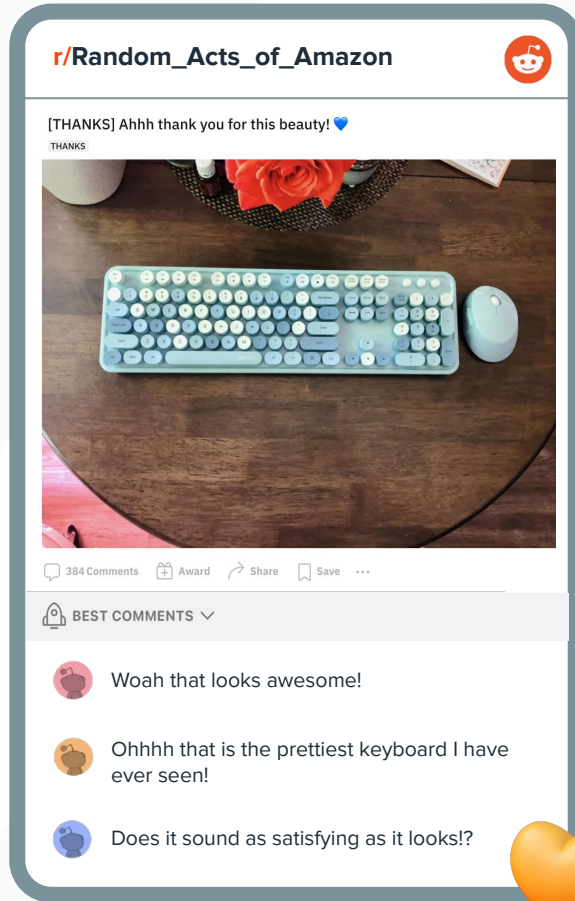 r/Random_Acts_of_Amazon
[THANKS] Ahhh thank you for this beauty! 💙
THANKS
384 Comments Award Share Save ...
BEST COMMENTS
Woah that looks awesome!
Ohhhh that is the prettiest keyboard I have
ever seen!
Does it sound as satisfying as it looks!?